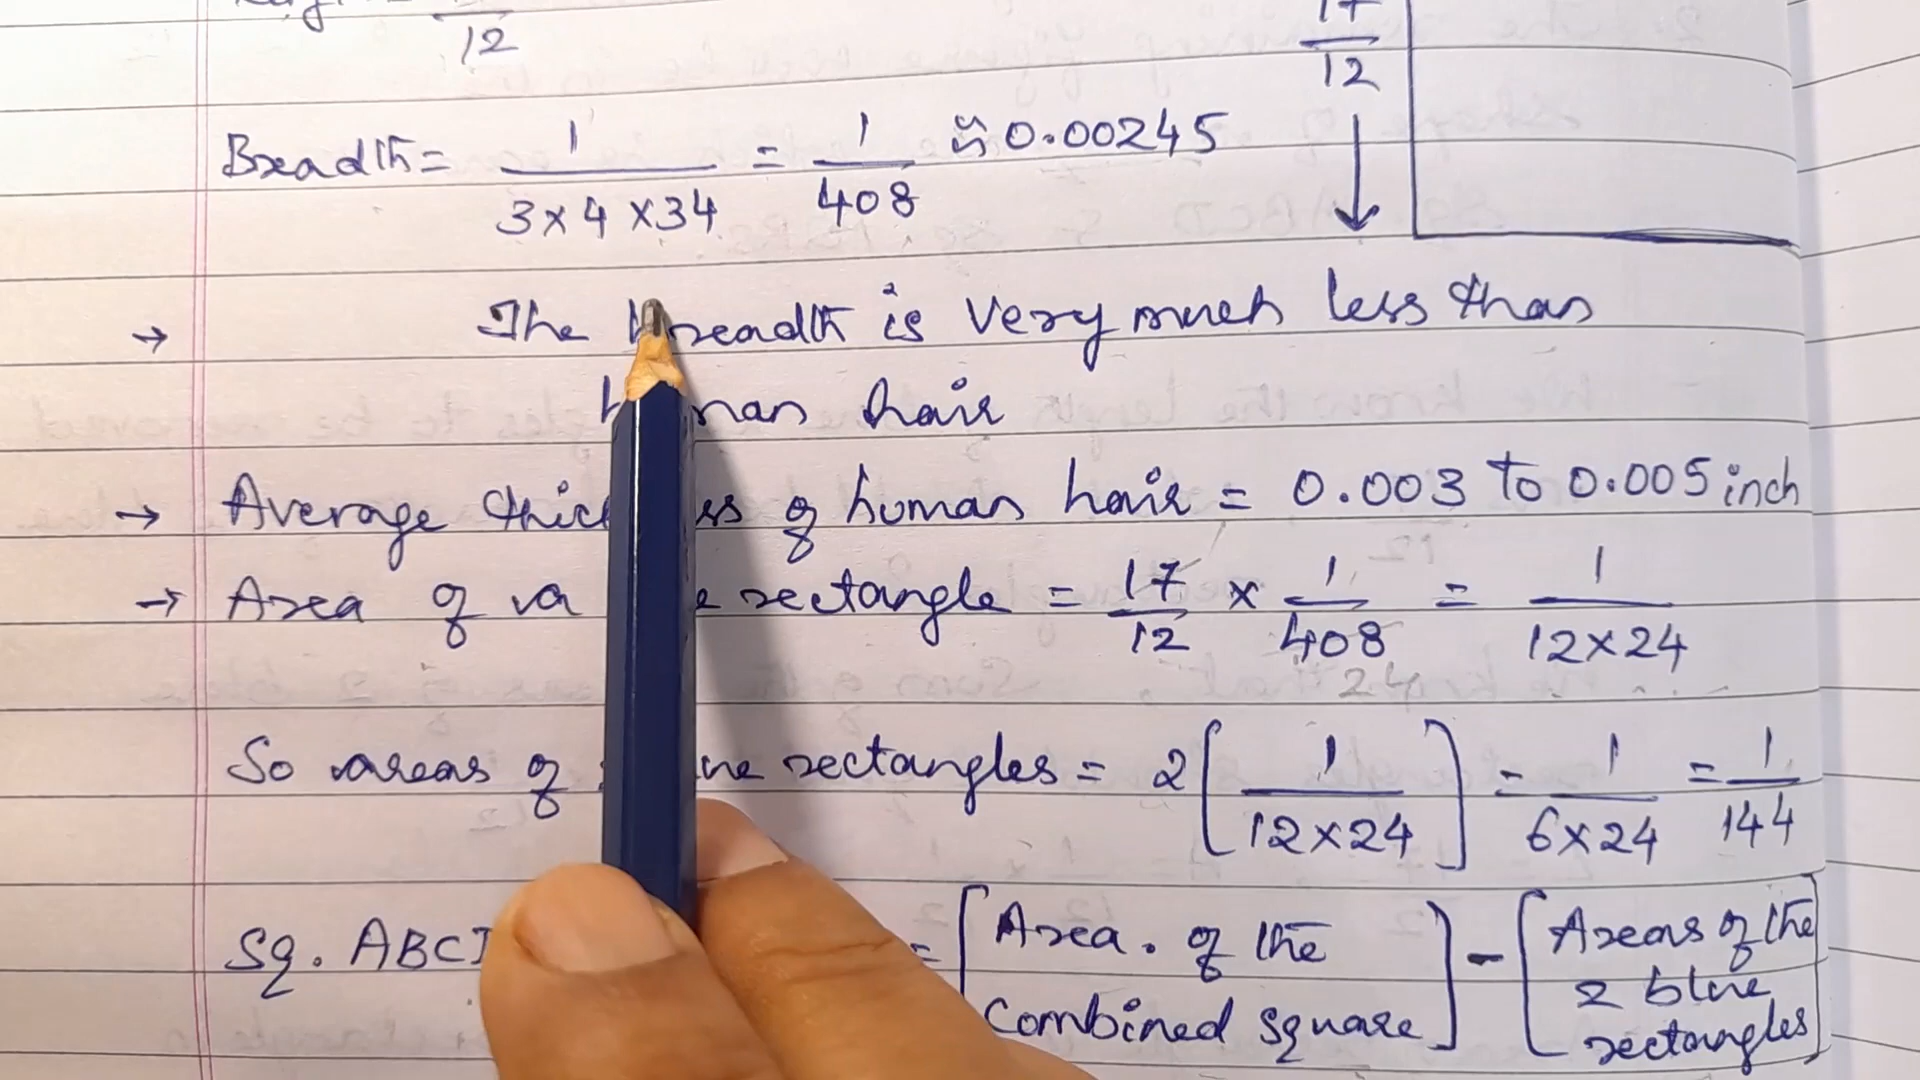 12
17
12
Breadth = 1 / 3 x 4 x 34 = 1 / 408 ≈ 0.00245
→ The breadth is very much less than
human hair
→ Average thickness of human hair = 0.003 to 0.005 inch
→ Area of rectangle = 17 / 12 x 1 / 408 = 1 / 12 x 24
24
So areas of rectangles = 2 [ 1 / 12 x 24 ] = 1 / 6 x 24 = 1 / 144
Sq. ABCD = [ Area. of the combined square ] - [ Areas of the 2 blue rectangles ]